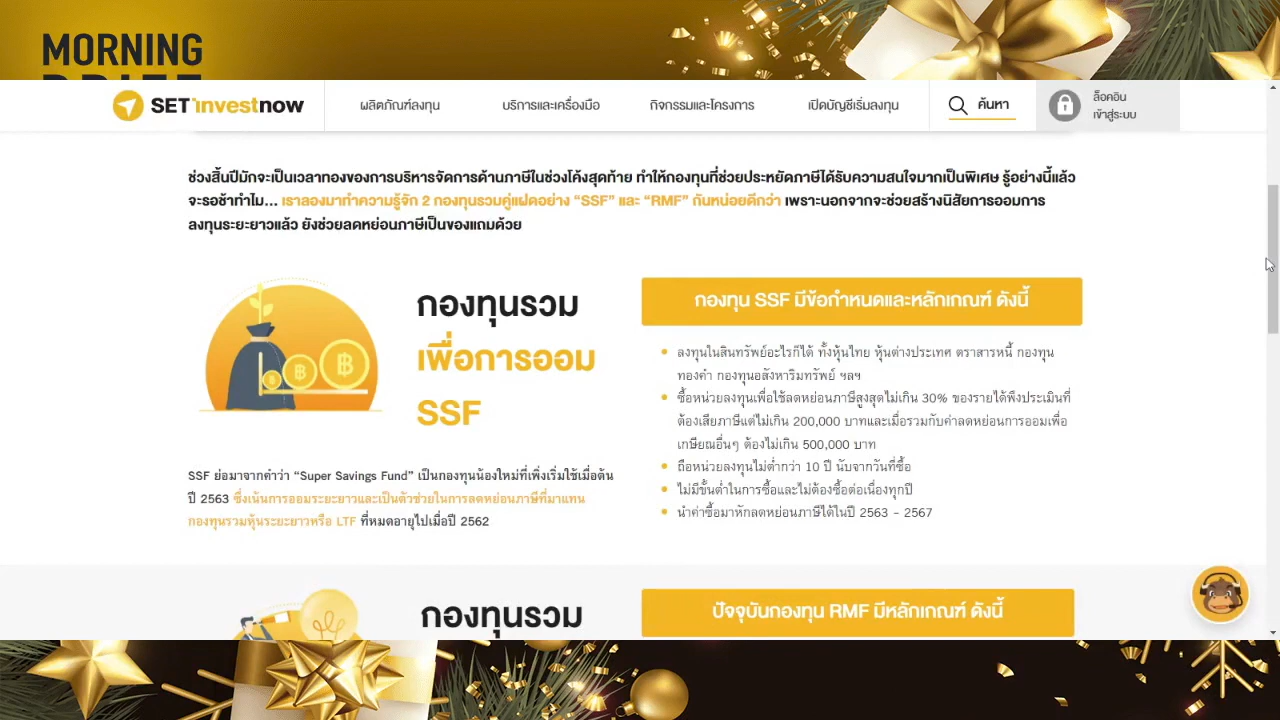 MORNING
SET investnow
ผลิตภัณฑ์ลงทุน
บริการและเครื่องมือ
กิจกรรมและโครงการ
เปิดบัญชีเริ่มลงทุน
ค้นหา
ล็อคอิน
เข้าสู่ระบบ
ช่วงสิ้นปีมักจะเป็นเวลาทองของการบริหารจัดการด้านภาษีในช่วงโค้งสุดท้าย ทำให้กองทุนที่ช่วยประหยัดภาษีได้รับความสนใจมากเป็นพิเศษ รู้อย่างนี้แล้ว
จะรอช้าทำไม... เราลองมาทำความรู้จัก 2 กองทุนรวมคู่แฝดอย่าง “SSF” และ “RMF” กันหน่อยดีกว่า เพราะนอกจากจะช่วยสร้างนิสัยการออมการ
ลงทุนระยะยาวแล้ว ยังช่วยลดหย่อนภาษีเป็นของแถมด้วย
กองทุนรวม
เพื่อการออม
SSF
SSF ย่อมาจากคำว่า “Super Savings Fund” เป็นกองทุนน้องใหม่ที่เพิ่งเริ่มใช้เมื่อต้น
ปี 2563 ซึ่งเน้นการออมระยะยาวและเป็นตัวช่วยในการลดหย่อนภาษีที่มาแทน
กองทุนรวมหุ้นระยะยาวหรือ LTF ที่หมดอายุไปเมื่อปี 2562
กองทุน SSF มีข้อกำหนดและหลักเกณฑ์ ดังนี้
ลงทุนในสินทรัพย์อะไรก็ได้ ทั้งหุ้นไทย หุ้นต่างประเทศ ตราสารหนี้ กองทุน
ทองคำ กองทุนอสังหาริมทรัพย์ ฯลฯ
ซื้อหน่วยลงทุนเพื่อใช้ลดหย่อนภาษีสูงสุดไม่เกิน 30% ของรายได้พึงประเมินที่
ต้องเสียภาษีแต่ไม่เกิน 200,000 บาทและเมื่อรวมกับค่าลดหย่อนการออมเพื่อ
เกษียณอื่นๆ ต้องไม่เกิน 500,000 บาท
ถือหน่วยลงทุนไม่ต่ำกว่า 10 ปี นับจากวันที่ซื้อ
ไม่มีขั้นต่ำในการซื้อและไม่ต้องซื้อต่อเนื่องทุกปี
นำค่าซื้อมาหักลดหย่อนภาษีได้ในปี 2563 - 2567
กองทุนรวม
ปัจจุบันกองทุน RMF มีหลักเกณฑ์ ดังนี้